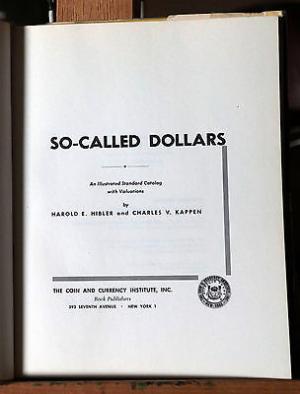 SO-CALLED DOLLARS
An Illustrated Standard Catalog
with Valuations
by
HAROLD E. HIBLER and CHARLES V. KAPPEN
THE COIN AND CURRENCY INSTITUTE, INC.
Book Publishers
393 SEVENTH AVENUE · NEW YORK 1